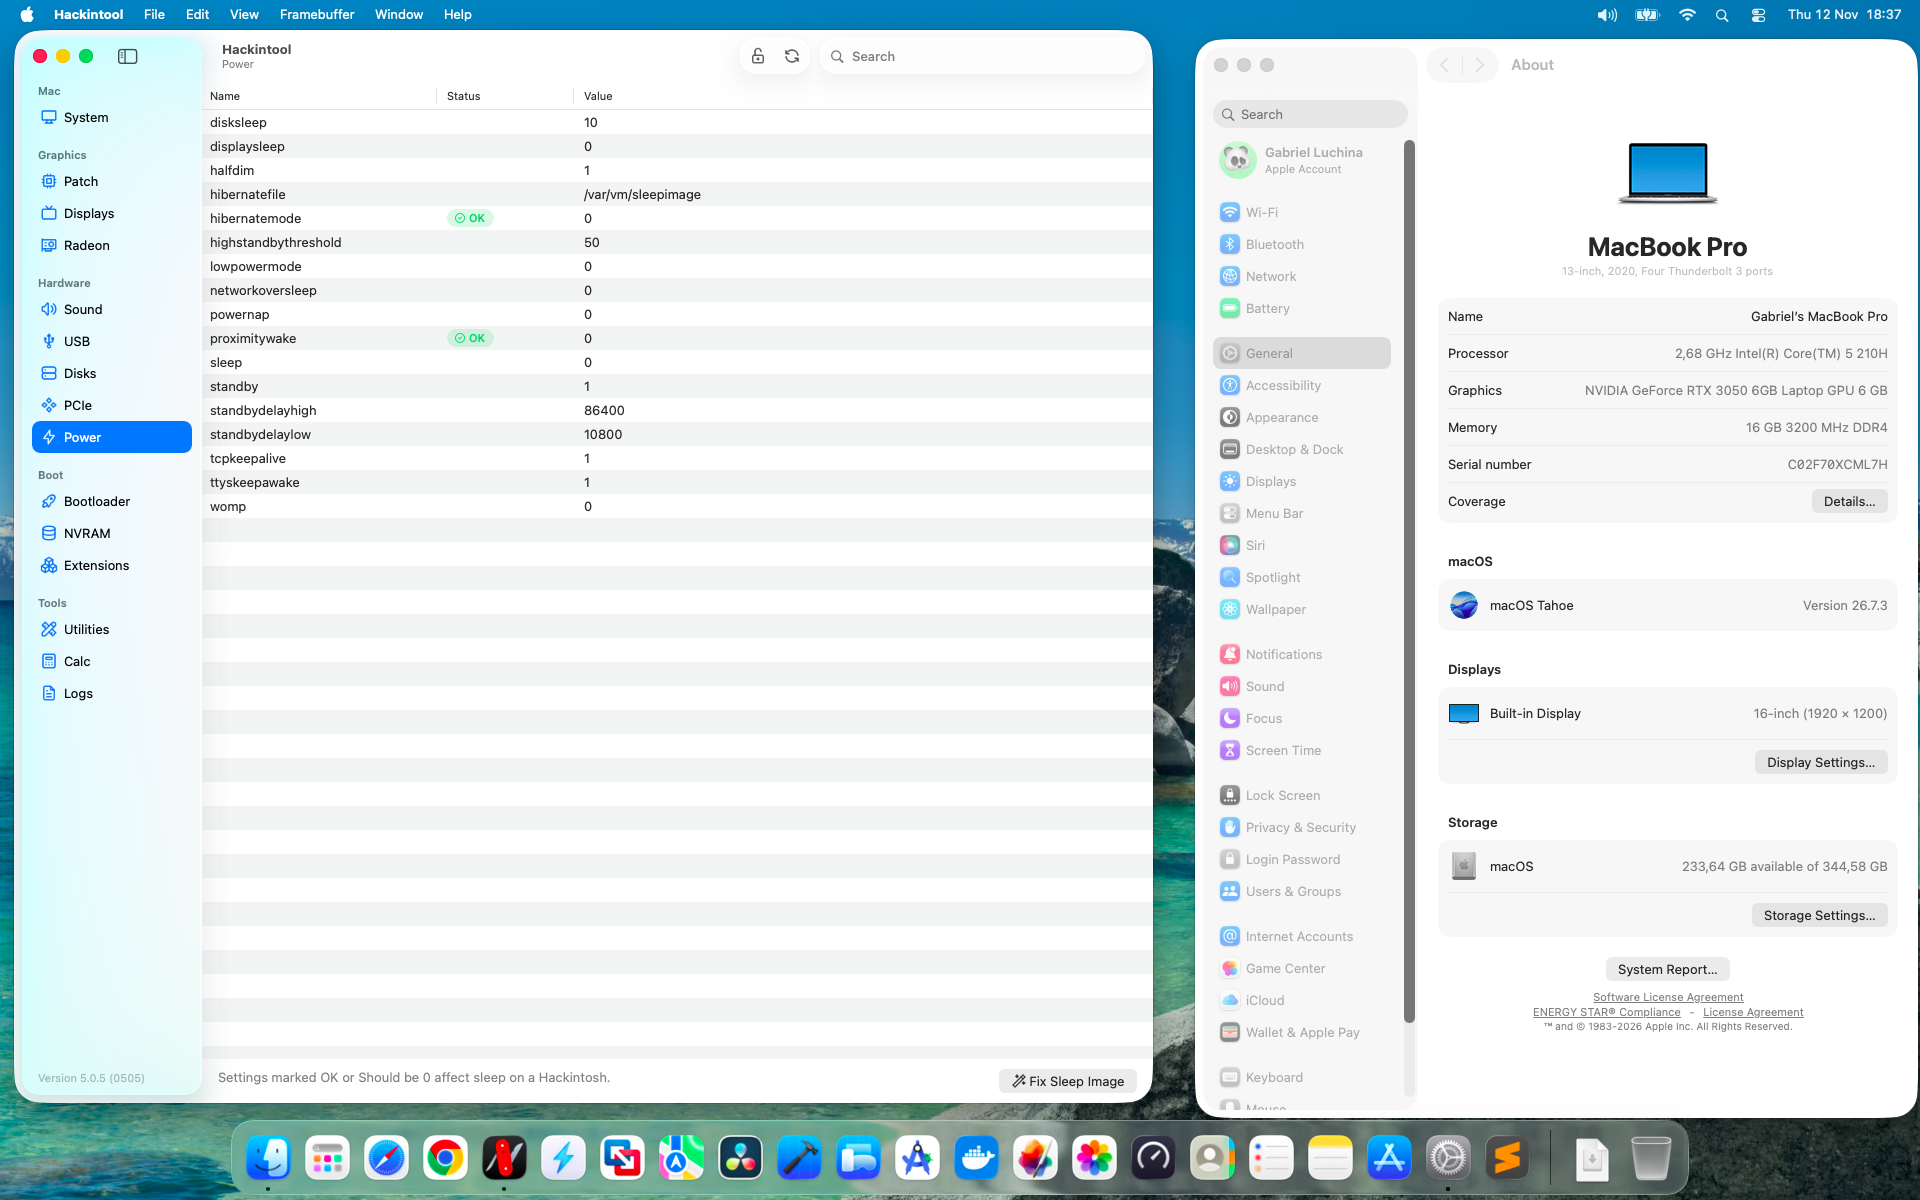 Hackintool File Edit View Framebuffer Window Help
Thu 12 Nov 18:37
Hackintool
Power
Search
Mac
System
Graphics
Patch
Displays
Radeon
Hardware
Sound
USB
Disks
PCIe
Power
Boot
Bootloader
NVRAM
Extensions
Tools
Utilities
Calc
Logs
Version 5.0.5 (0505)
Name Status Value
disksleep 10
displaysleep 0
halfdim 1
hibernatefile /var/vm/sleepimage
hibernatemode OK 0
highstandbythreshold 50
lowpowermode 0
networkoversleep 0
powernap 0
proximitywake OK 0
sleep 0
standby 1
standbydelayhigh 86400
standbydelaylow 10800
tcpkeepalive 1
ttyskeepawake 1
womp 0
Settings marked OK or Should be 0 affect sleep on a Hackintosh.
Fix Sleep Image
Search
Gabriel Luchina
Apple Account
Wi-Fi
Bluetooth
Network
Battery
General
Accessibility
Appearance
Desktop & Dock
Displays
Menu Bar
Siri
Spotlight
Wallpaper
Notifications
Sound
Focus
Screen Time
Lock Screen
Privacy & Security
Login Password
Users & Groups
Internet Accounts
Game Center
iCloud
Wallet & Apple Pay
Keyboard
Mouse
About
MacBook Pro
13-inch, 2020, Four Thunderbolt 3 ports
Name Gabriel's MacBook Pro
Processor 2,68 GHz Intel(R) Core(TM) 5 210H
Graphics NVIDIA GeForce RTX 3050 6GB Laptop GPU 6 GB
Memory 16 GB 3200 MHz DDR4
Serial number C02F70XCML7H
Coverage Details...
macOS
macOS Tahoe Version 26.7.3
Displays
Built-in Display 16-inch (1920 × 1200)
Display Settings...
Storage
macOS 233,64 GB available of 344,58 GB
Storage Settings...
System Report...
Software License Agreement
ENERGY STAR® Compliance - License Agreement
™ and © 1983-2026 Apple Inc. All Rights Reserved.